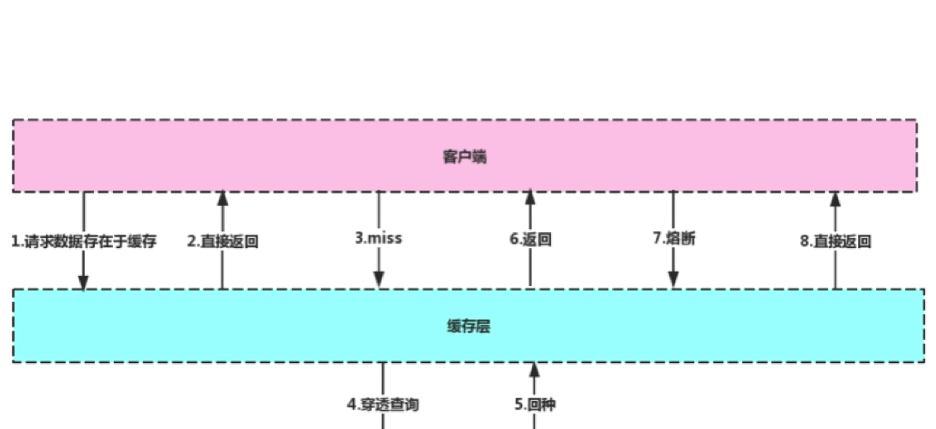 客户端
1.请求数据存在于缓存
2.直接返回
3.miss
6.返回
7.熔断
8.直接返回
缓存层
4.穿透查询
5.回种